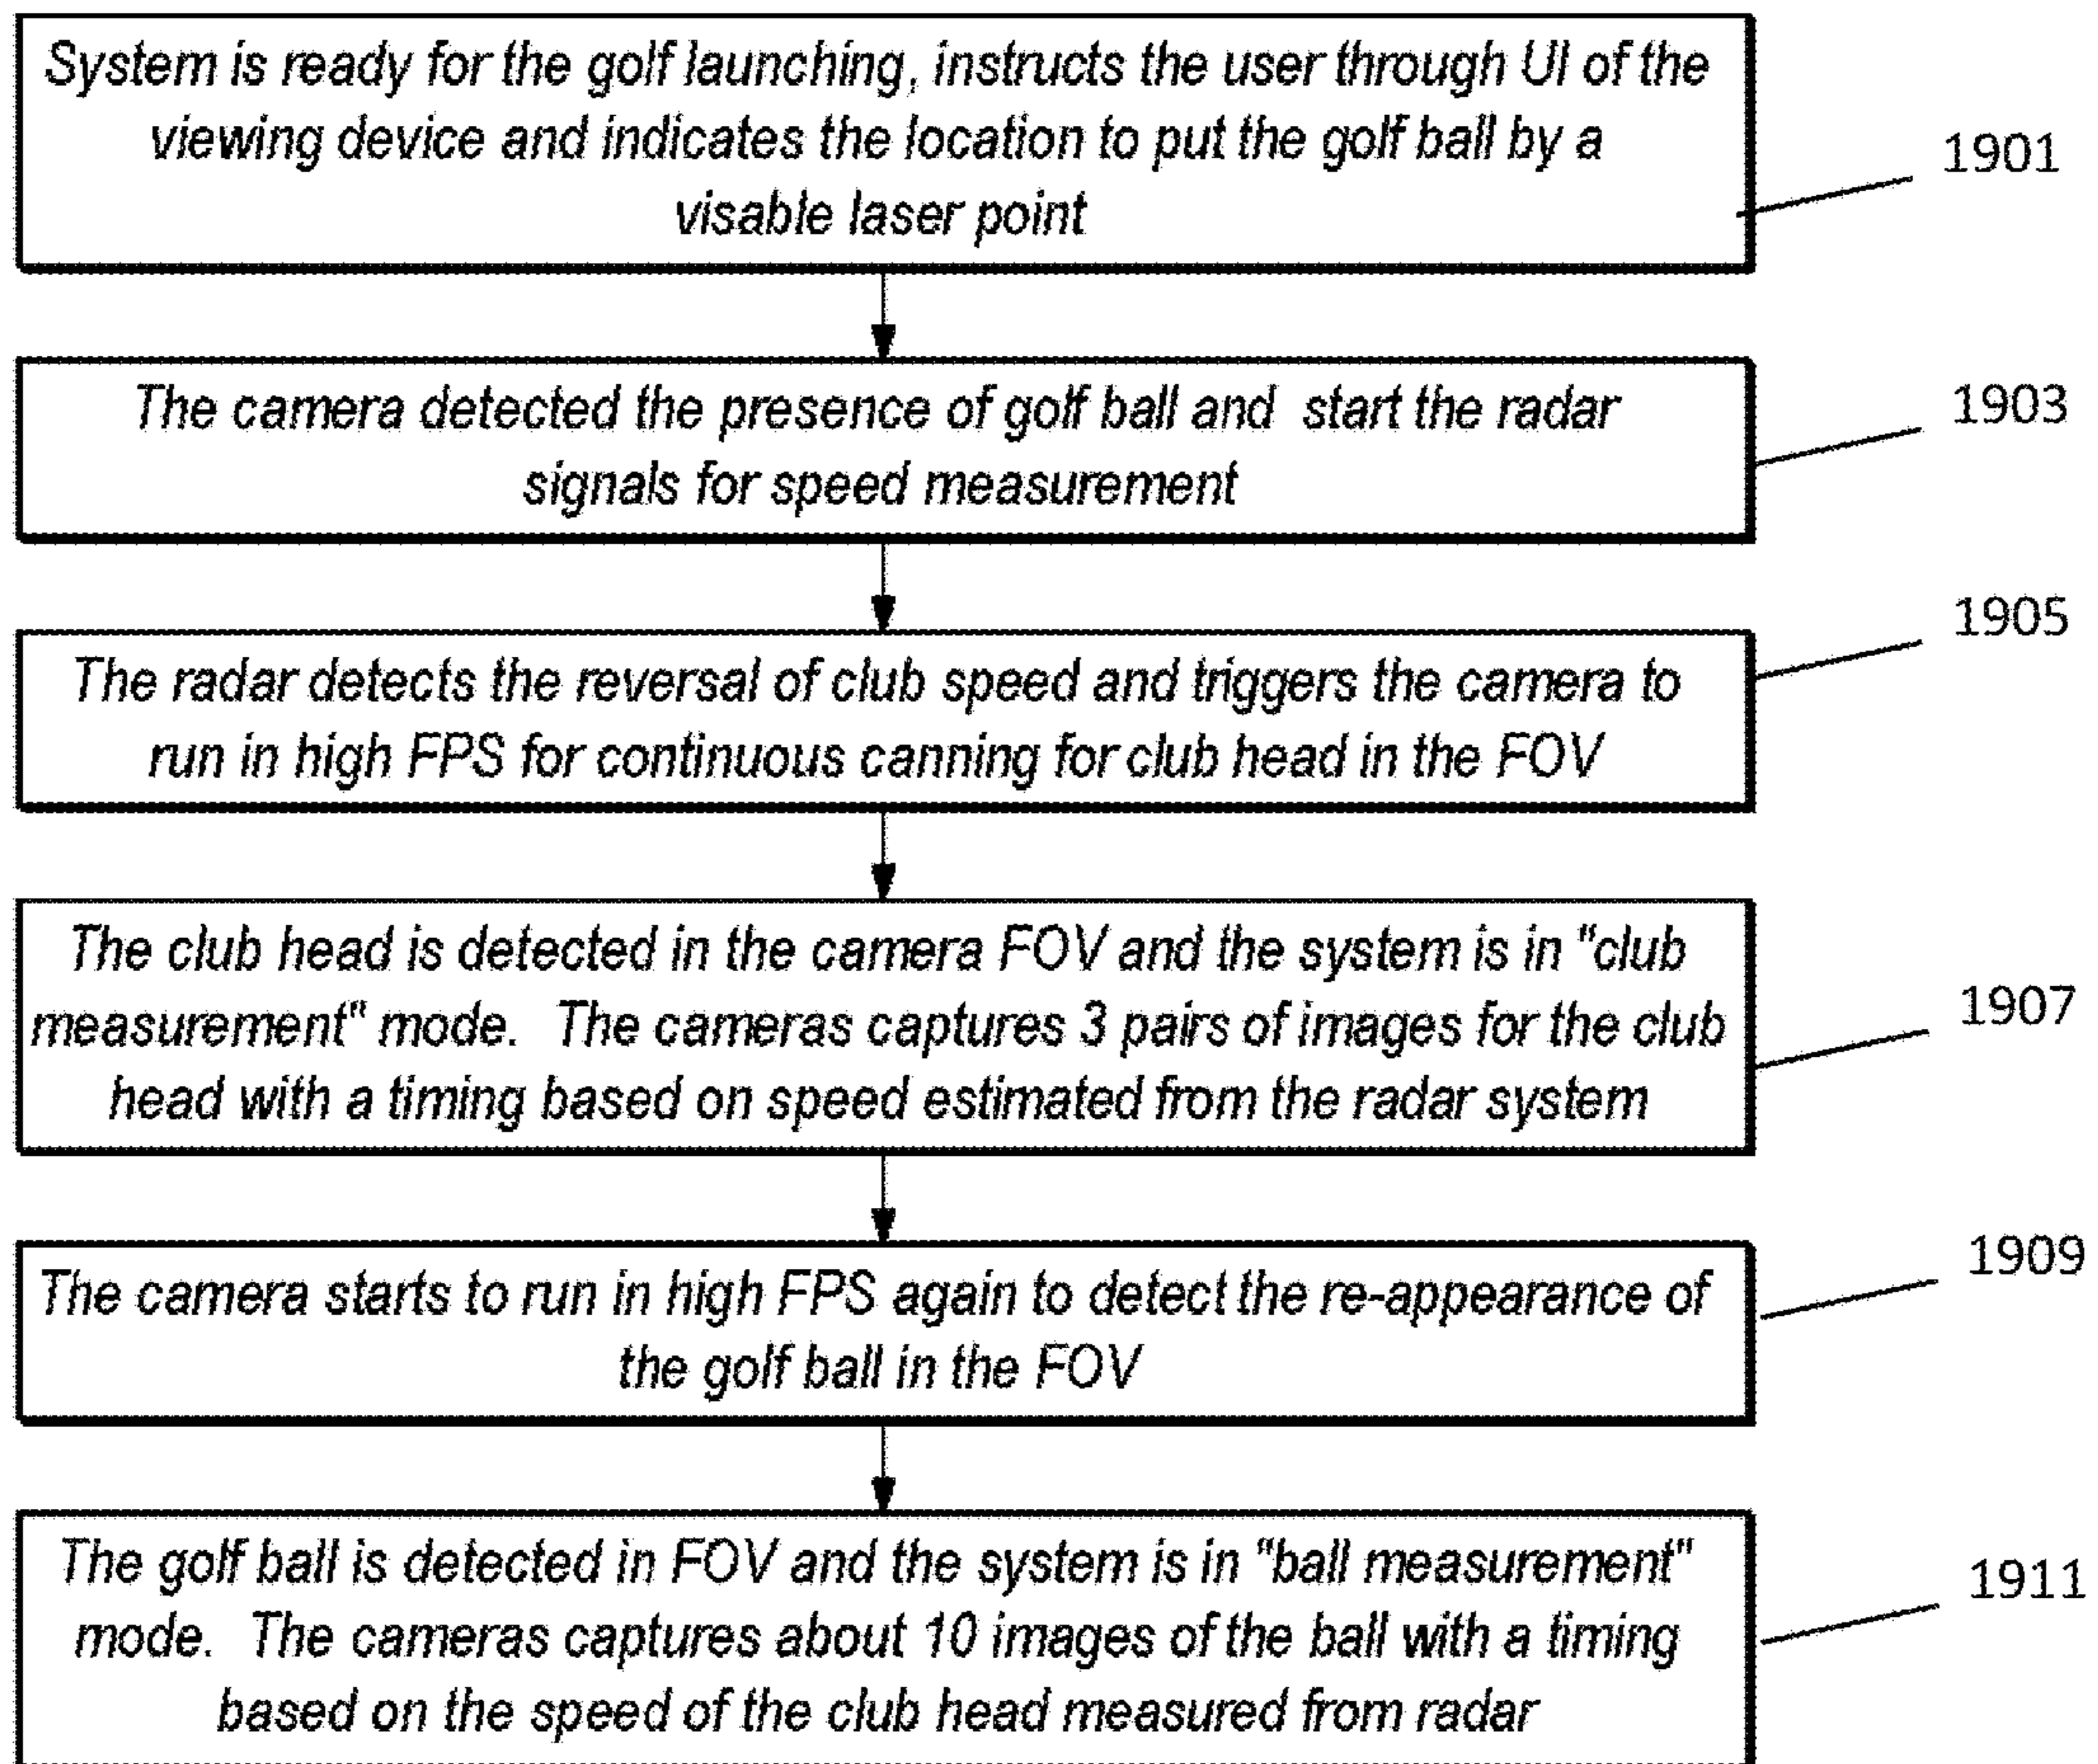 System is ready for the golf launching, instructs the user through UI of the
viewing device and indicates the location to put the golf ball by a
visable laser point
1901
The camera detected the presence of golf ball and start the radar
signals for speed measurement
1903
The radar detects the reversal of club speed and triggers the camera to
run in high FPS for continuous canning for club head in the FOV
1905
The club head is detected in the camera FOV and the system is in "club
measurement" mode. The cameras captures 3 pairs of images for the club
head with a timing based on speed estimated from the radar system
1907
The camera starts to run in high FPS again to detect the re-appearance of
the golf ball in the FOV
1909
The golf ball is detected in FOV and the system is in "ball measurement"
mode. The cameras captures about 10 images of the ball with a timing
based on the speed of the club head measured from radar
1911